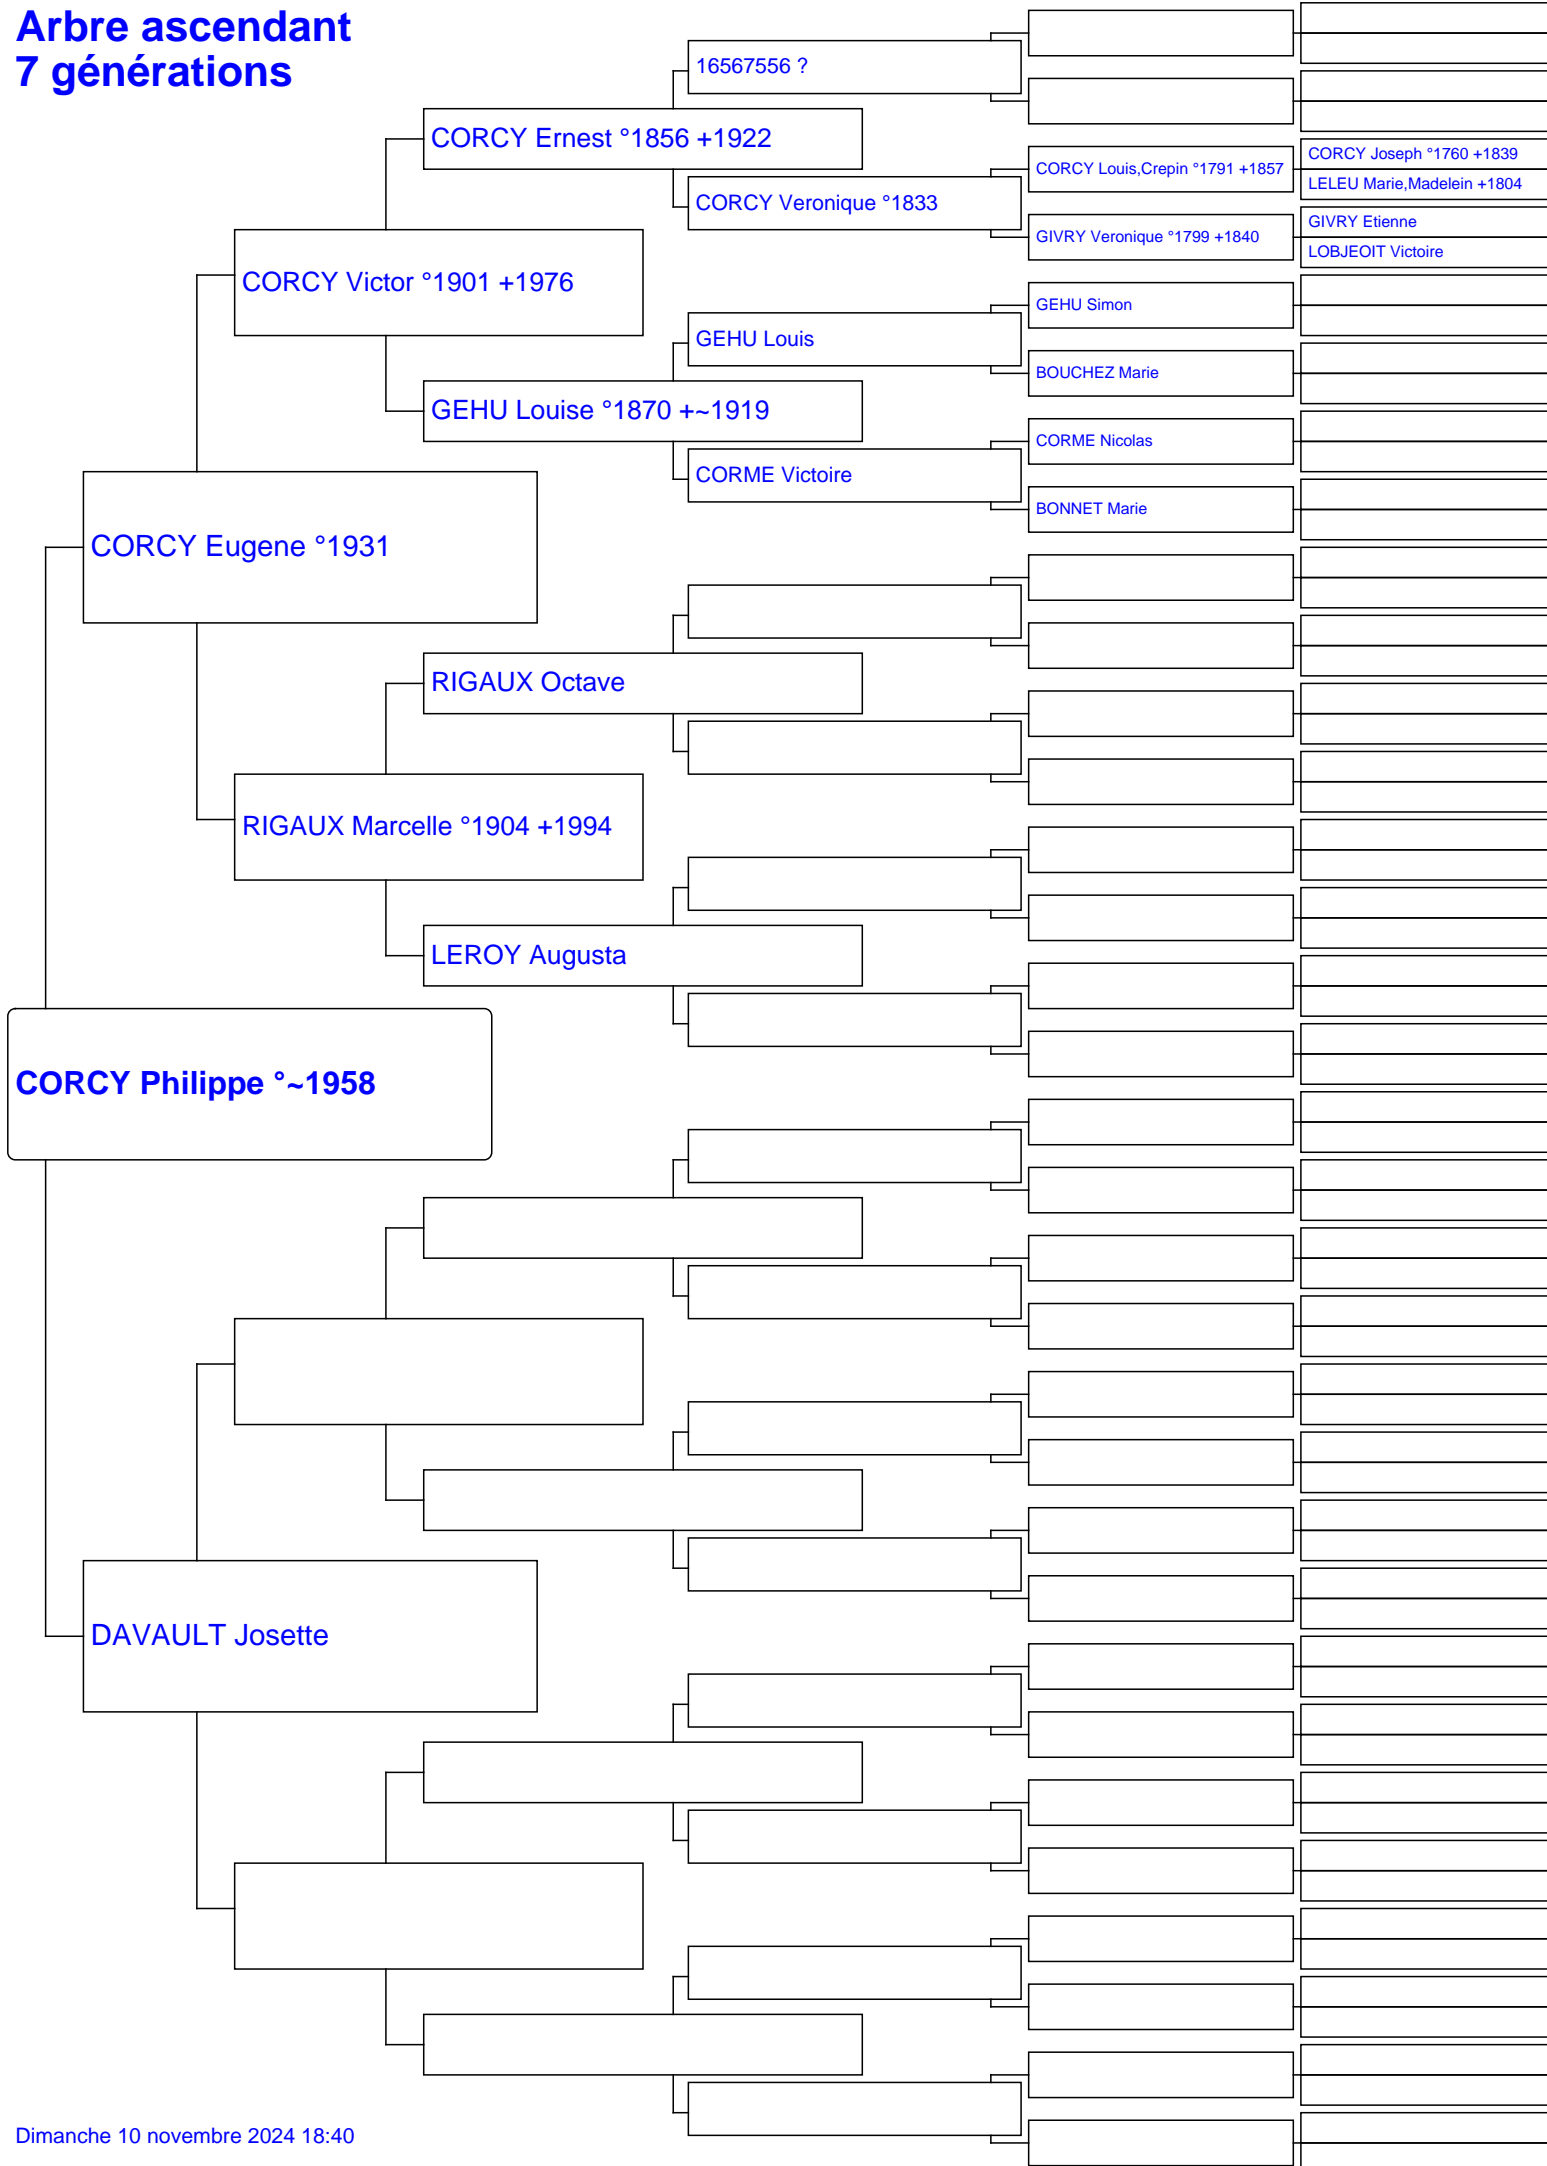 Arbre ascendant
7 générations
16567556 ?
CORCY Ernest °1856 +1922
CORCY Joseph °1760 +1839
CORCY Louis,Crepin °1791 +1857
LELEU Marie,Madelein +1804
CORCY Veronique °1833
GIVRY Etienne
GIVRY Veronique °1799 +1840
LOBJEOIT Victoire
CORCY Victor °1901 +1976
GEHU Simon
GEHU Louis
BOUCHEZ Marie
GEHU Louise °1870 +~1919
CORME Nicolas
CORME Victoire
BONNET Marie
CORCY Eugene °1931
RIGAUX Octave
RIGAUX Marcelle °1904 +1994
LEROY Augusta
CORCY Philippe °~1958
DAVAULT Josette
Dimanche 10 novembre 2024 18:40